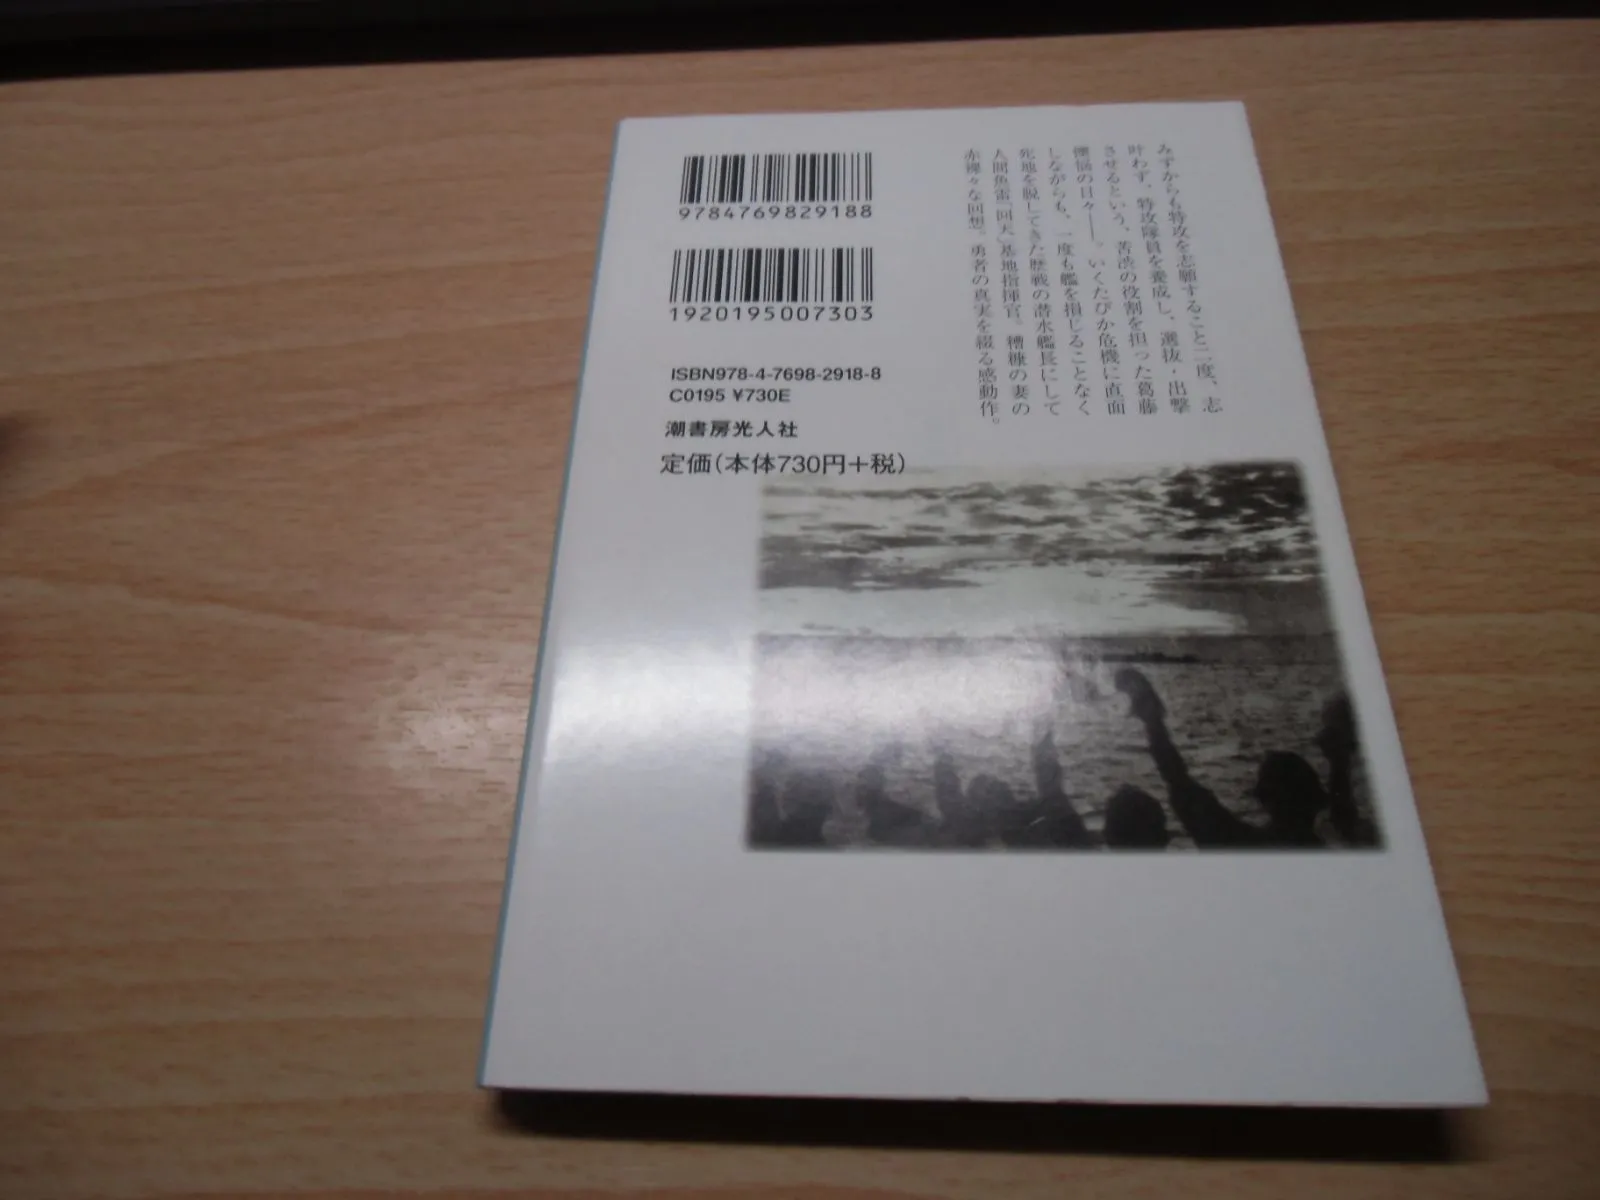 みずからも特攻を志願すること二度、志
叶わず、特攻隊員を養成し、選抜・出撃
させるという、苦渋の役割を担った葛藤
懊悩の日々――。いくたびか危機に直面
しながらも、一度も艦を損じることなく
死地を脱してきた歴戦の潜水艦長にして
人間魚雷「回天」基地指揮官。糟糠の妻の
赤裸々な回想。勇者の真実を綴る感動作。
9784769829188
1920195007303
ISBN978-4-7698-2918-8
C0195 ¥730E
潮書房光人社
定価(本体730円+税)